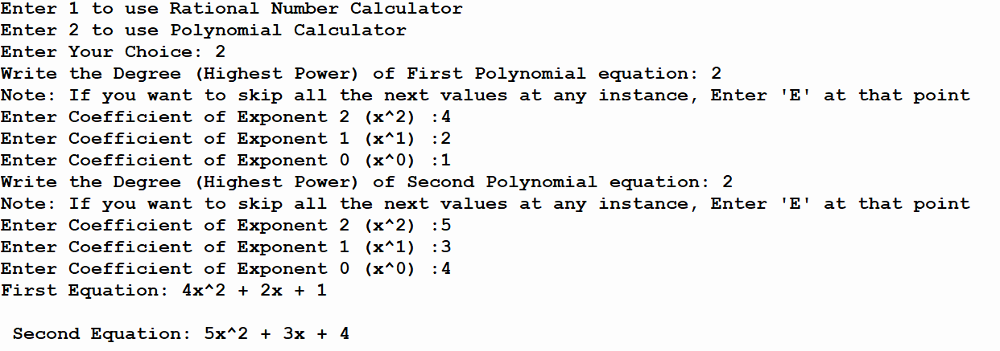 Enter 1 to use Rational Number Calculator
Enter 2 to use Polynomial Calculator
Enter Your Choice: 2
Write the Degree (Highest Power) of First Polynomial equation: 2
Note: If you want to skip all the next values at any instance, Enter 'E' at that point
Enter Coefficient of Exponent 2 (x^2) :4
Enter Coefficient of Exponent 1 (x^1) :2
Enter Coefficient of Exponent 0 (x^0) :1
Write the Degree (Highest Power) of Second Polynomial equation: 2
Note: If you want to skip all the next values at any instance, Enter 'E' at that point
Enter Coefficient of Exponent 2 (x^2) :5
Enter Coefficient of Exponent 1 (x^1) :3
Enter Coefficient of Exponent 0 (x^0) :4
First Equation: 4x^2 + 2x + 1
Second Equation: 5x^2 + 3x + 4